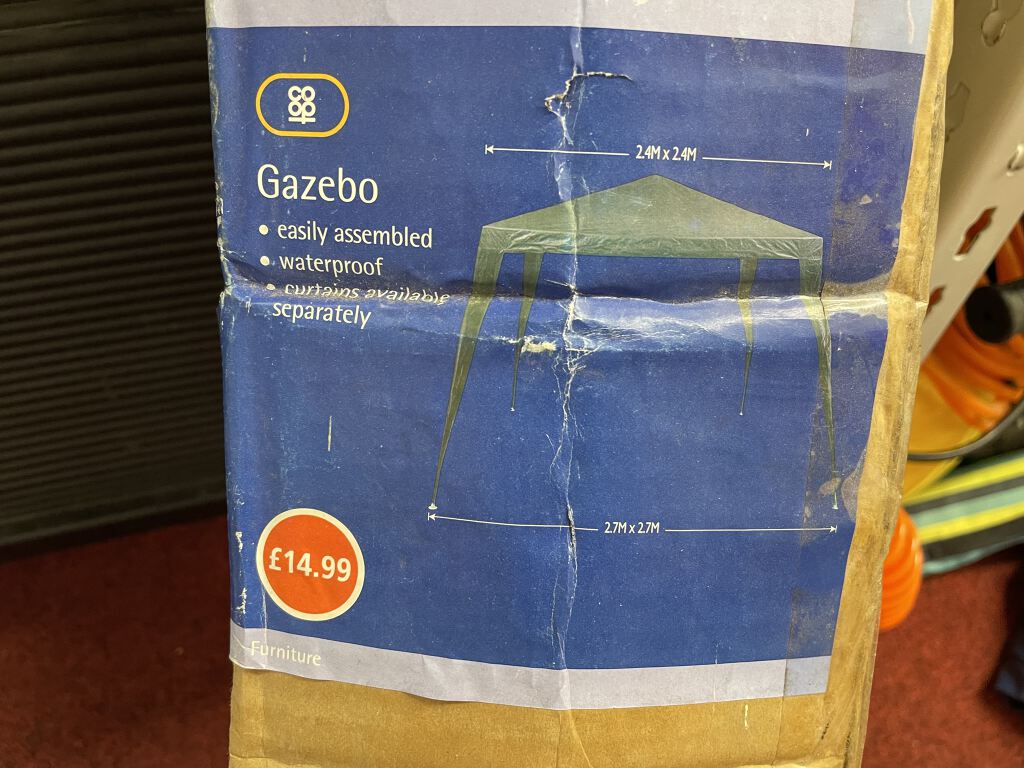 co
op
Gazebo
• easily assembled
• waterproof
• curtains available
separately
2.4M x 2.4M
2.7M x 2.7M
£14.99
Furniture